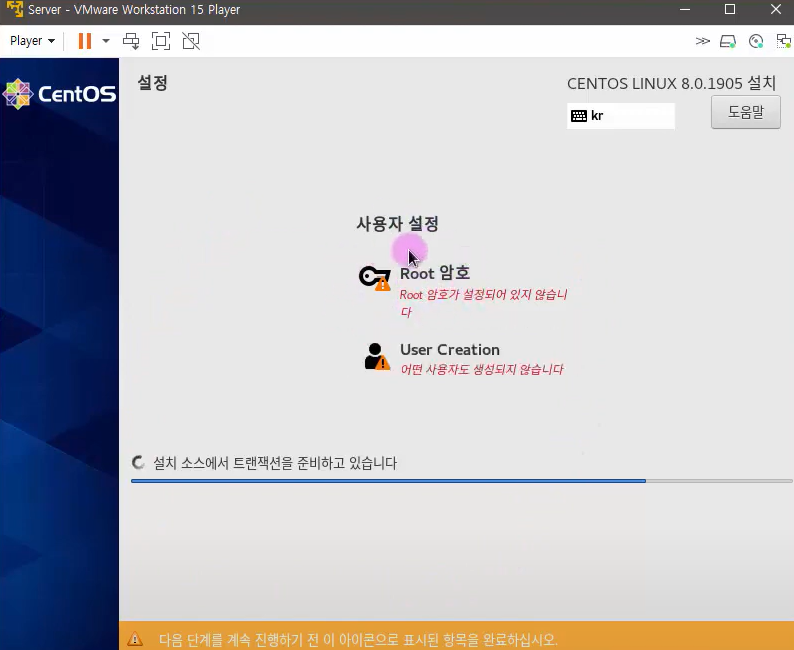 Server - VMware Workstation 15 Player
Player
CentOS
설정
CENTOS LINUX 8.0.1905 설치
kr
도움말
사용자 설정
Root 암호
Root 암호가 설정되어 있지 않습니
다
User Creation
어떤 사용자도 생성되지 않습니다
설치 소스에서 트랜잭션을 준비하고 있습니다
다음 단계를 계속 진행하기 전 이 아이콘으로 표시된 항목을 완료하십시오.